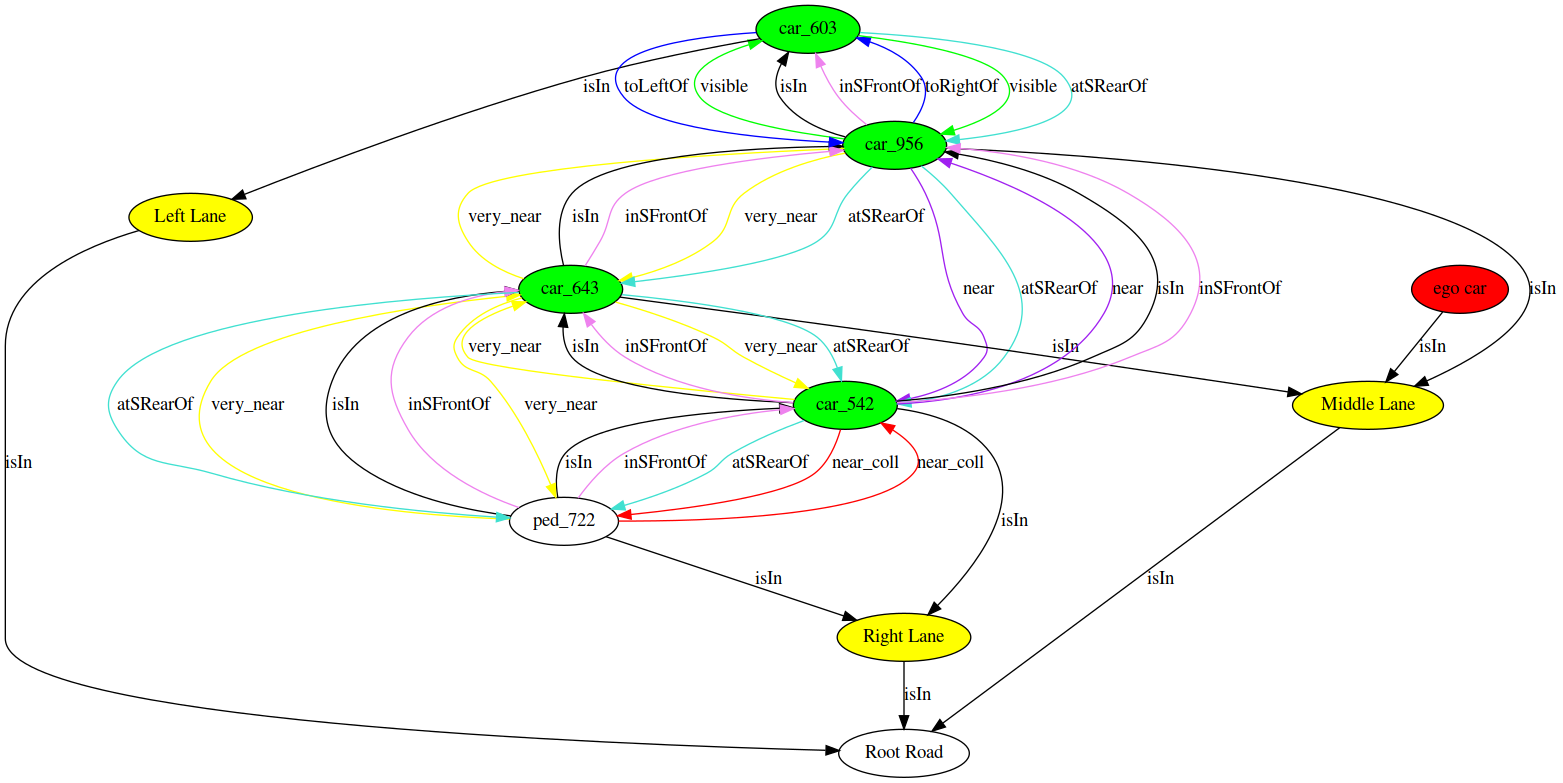 car_603
isIn toLeftOf visible isIn inSFrontOf toRightOf visible atSRearOf
car_956
Left Lane very_near isIn inSFrontOf very_near atSRearOf
car_643 near atSRearOf near isIn inSFrontOf ego car isIn
very_near isIn inSFrontOf very_near atSRearOf isIn isIn
atSRearOf very_near isIn inSFrontOf very_near car_542 Middle Lane
isIn isIn inSFrontOf atSRearOf near_coll near_coll
ped_722 isIn
isIn isIn
Right Lane
isIn
Root Road